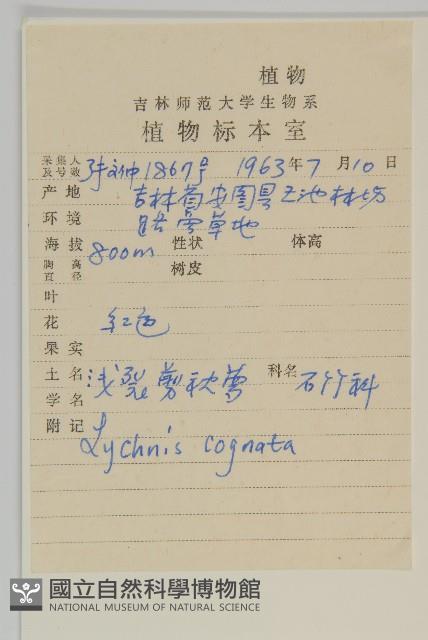 植物
吉林师范大学生物系
植物标本室
采集人及号数 1867号 1963年7月10日
产地 吉林省安图县 池林场
环境 草地
海拔 800m 性状 体高
胸高直径 树皮
叶
花 红色
果实
土名 浅裂剪秋萝 科名 石竹科
学名
附记 Lychnis cognata
國立自然科學博物館
NATIONAL MUSEUM OF NATURAL SCIENCE